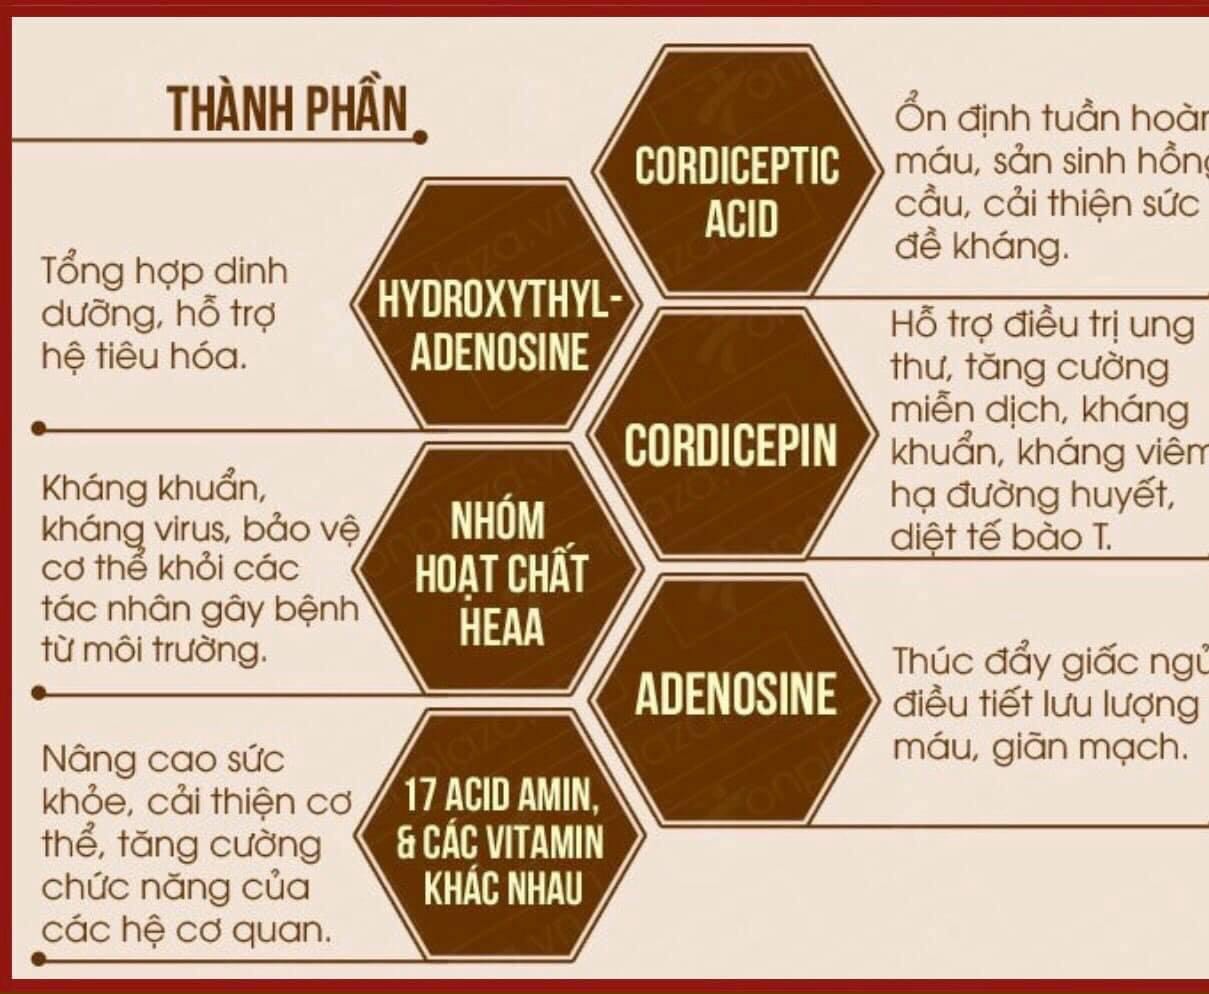 THÀNH PHẦN
CORDICEPTIC
ACID
Ổn định tuần hoàn
máu, sản sinh hồng
cầu, cải thiện sức
đề kháng.
Tổng hợp dinh
dưỡng, hỗ trợ
hệ tiêu hóa.
HYDROXYTHYL-
ADENOSINE
CORDICEPIN
Hỗ trợ điều trị ung
thư, tăng cường
miễn dịch, kháng
khuẩn, kháng viêm
hạ đường huyết,
diệt tế bào T.
Kháng khuẩn,
kháng virus, bảo vệ
cơ thể khỏi các
tác nhân gây bệnh
từ môi trường.
NHÓM
HOẠT CHẤT
HEAA
ADENOSINE
Thúc đẩy giấc ngủ
điều tiết lưu lượng
máu, giãn mạch.
Nâng cao sức
khỏe, cải thiện cơ
thể, tăng cường
chức năng của
các hệ cơ quan.
17 ACID AMIN,
& CÁC VITAMIN
KHÁC NHAU